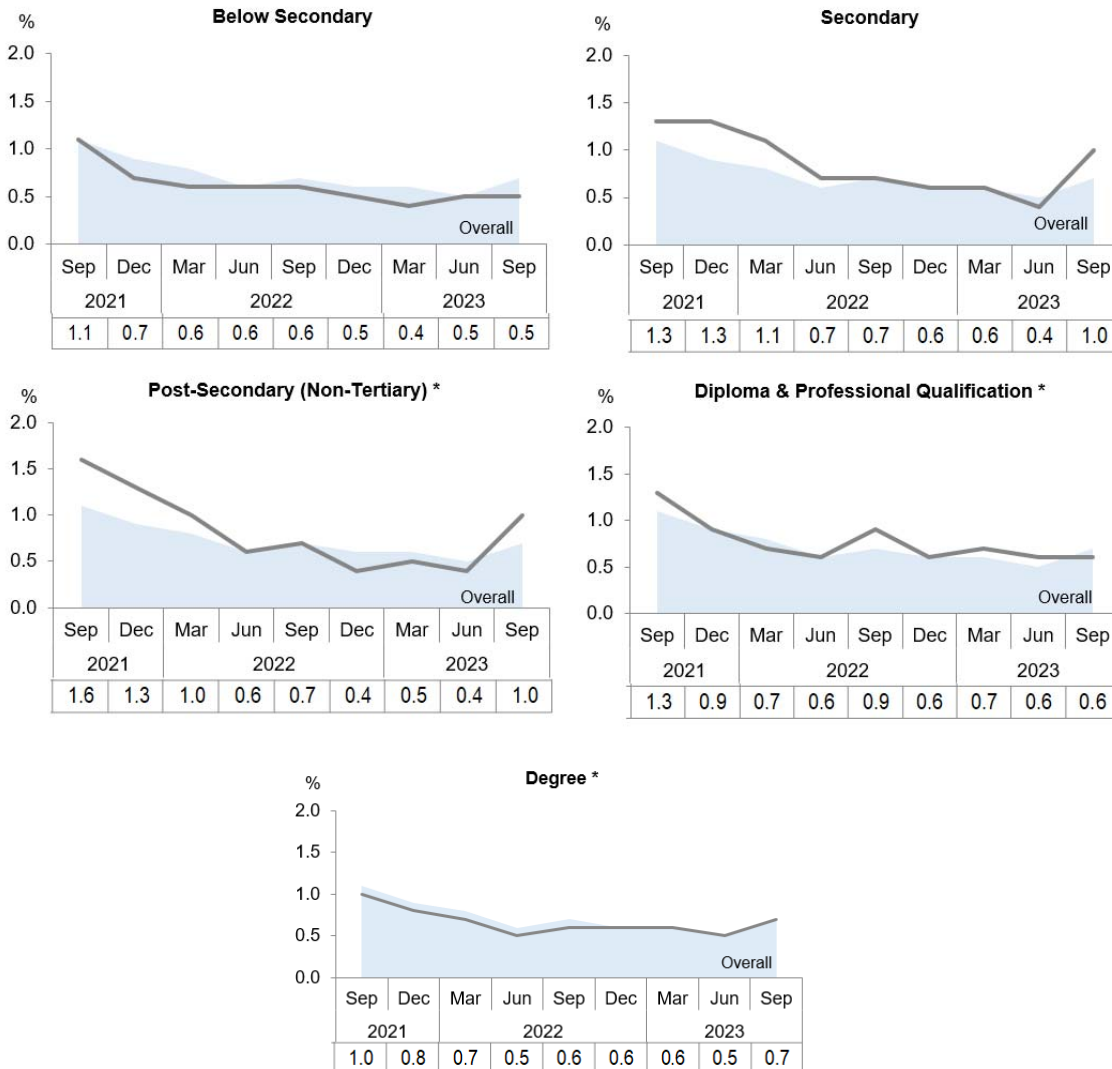 Below Secondary
%
2.0
1.5
1.0
0.5
0.0
Overall
Sep Dec Mar Jun Sep Dec Mar Jun Sep
2021 2022 2023
1.1 0.7 0.6 0.6 0.6 0.5 0.4 0.5 0.5
Secondary
%
2.0
1.5
1.0
0.5
0.0
Overall
Sep Dec Mar Jun Sep Dec Mar Jun Sep
2021 2022 2023
1.3 1.3 1.1 0.7 0.7 0.6 0.6 0.4 1.0
Post-Secondary (Non-Tertiary) *
%
2.0
1.5
1.0
0.5
0.0
Overall
Sep Dec Mar Jun Sep Dec Mar Jun Sep
2021 2022 2023
1.6 1.3 1.0 0.6 0.7 0.4 0.5 0.4 1.0
Diploma & Professional Qualification *
%
2.0
1.5
1.0
0.5
0.0
Overall
Sep Dec Mar Jun Sep Dec Mar Jun Sep
2021 2022 2023
1.3 0.9 0.7 0.6 0.9 0.6 0.7 0.6 0.6
Degree *
%
2.0
1.5
1.0
0.5
0.0
Overall
Sep Dec Mar Jun Sep Dec Mar Jun Sep
2021 2022 2023
1.0 0.8 0.7 0.5 0.6 0.6 0.6 0.5 0.7